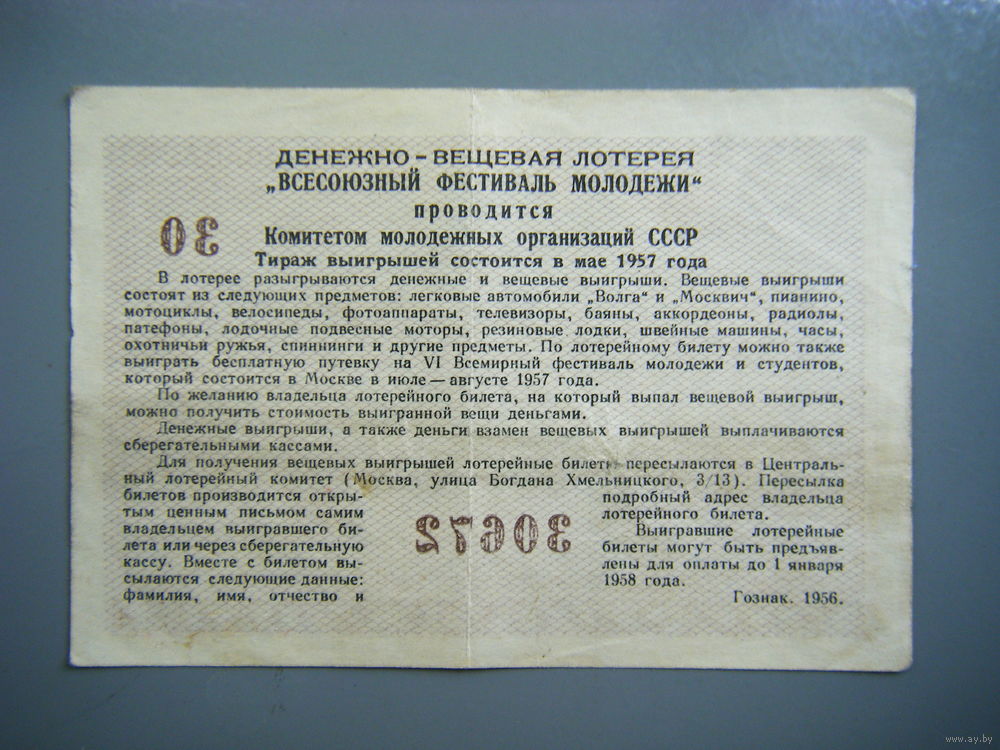 ДЕНЕЖНО-ВЕЩЕВАЯ ЛОТЕРЕЯ
„ВСЕСОЮЗНЫЙ ФЕСТИВАЛЬ МОЛОДЕЖИ“
проводится
30
Комитетом молодежных организаций СССР
Тираж выигрышей состоится в мае 1957 года
В лотерее разыгрываются денежные и вещевые выигрыши. Вещевые выигрыши
состоят из следующих предметов: легковые автомобили „Волга“ и „Москвич“, пианино,
мотоциклы, велосипеды, фотоаппараты, телевизоры, баяны, аккордеоны, радиолы,
патефоны, лодочные подвесные моторы, резиновые лодки, швейные машины, часы,
охотничьи ружья, спиннинги и другие предметы. По лотерейному билету можно также
выиграть бесплатную путевку на VI Всемирный фестиваль молодежи и студентов,
который состоится в Москве в июле—августе 1957 года.
По желанию владельца лотерейного билета, на который выпал вещевой выигрыш,
можно получить стоимость выигранной вещи деньгами.
Денежные выигрыши, а также деньги взамен вещевых выигрышей выплачиваются
сберегательными кассами.
Для получения вещевых выигрышей лотерейные билеты пересылаются в Централь-
ный лотерейный комитет (Москва, улица Богдана Хмельницкого, 3/13). Пересылка
билетов производится откры-
тым ценным письмом самим
владельцем выигравшего би-
лета или через сберегательную
кассу. Вместе с билетом вы-
сылаются следующие данные:
фамилия, имя, отчество и
30672
подробный адрес владельца
лотерейного билета.
Выигравшие лотерейные
билеты могут быть предъяв-
лены для оплаты до 1 января
1958 года.
Гознак. 1956.
www.ay.by